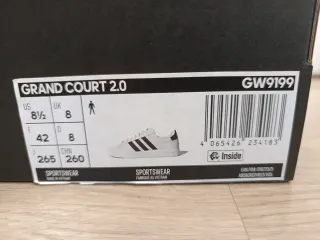 GRAND COURT 2.0 GW9199
US 8½ UK 8
I 42 D 8
J 265 CHN 260
4 065426 234183
Inside
SPORTSWEAR SPORTSWEAR